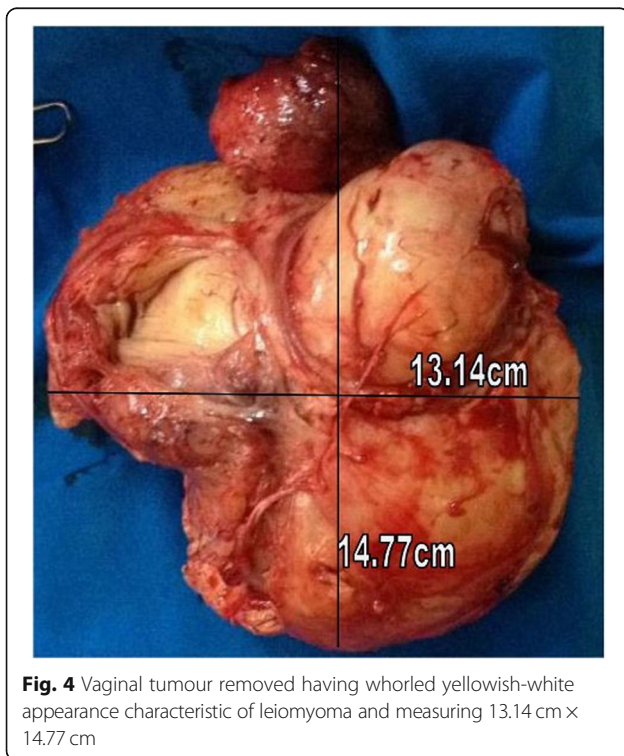 13.14cm
14.77cm
Fig. 4 Vaginal tumour removed having whorled yellowish-white
appearance characteristic of leiomyoma and measuring 13.14 cm ×
14.77 cm